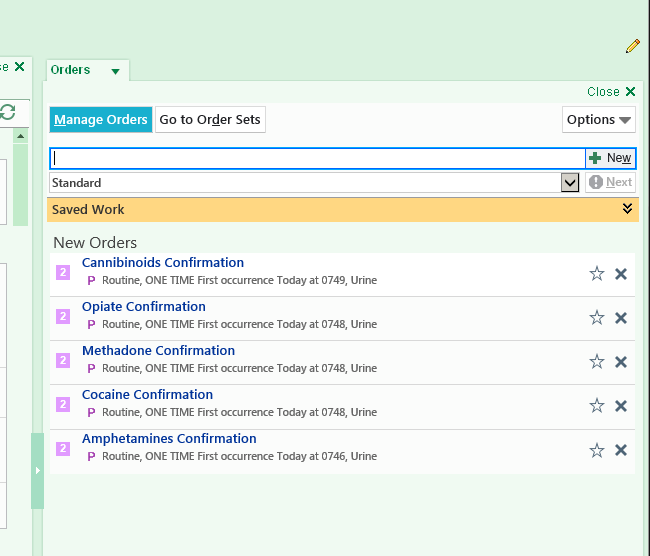 se
Orders
Close
Manage Orders
Go to Order Sets
Options
New
Standard
Next
Saved Work
New Orders
2 Cannibinoids Confirmation
P Routine, ONE TIME First occurrence Today at 0749, Urine
2 Opiate Confirmation
P Routine, ONE TIME First occurrence Today at 0748, Urine
2 Methadone Confirmation
P Routine, ONE TIME First occurrence Today at 0748, Urine
2 Cocaine Confirmation
P Routine, ONE TIME First occurrence Today at 0748, Urine
2 Amphetamines Confirmation
P Routine, ONE TIME First occurrence Today at 0746, Urine